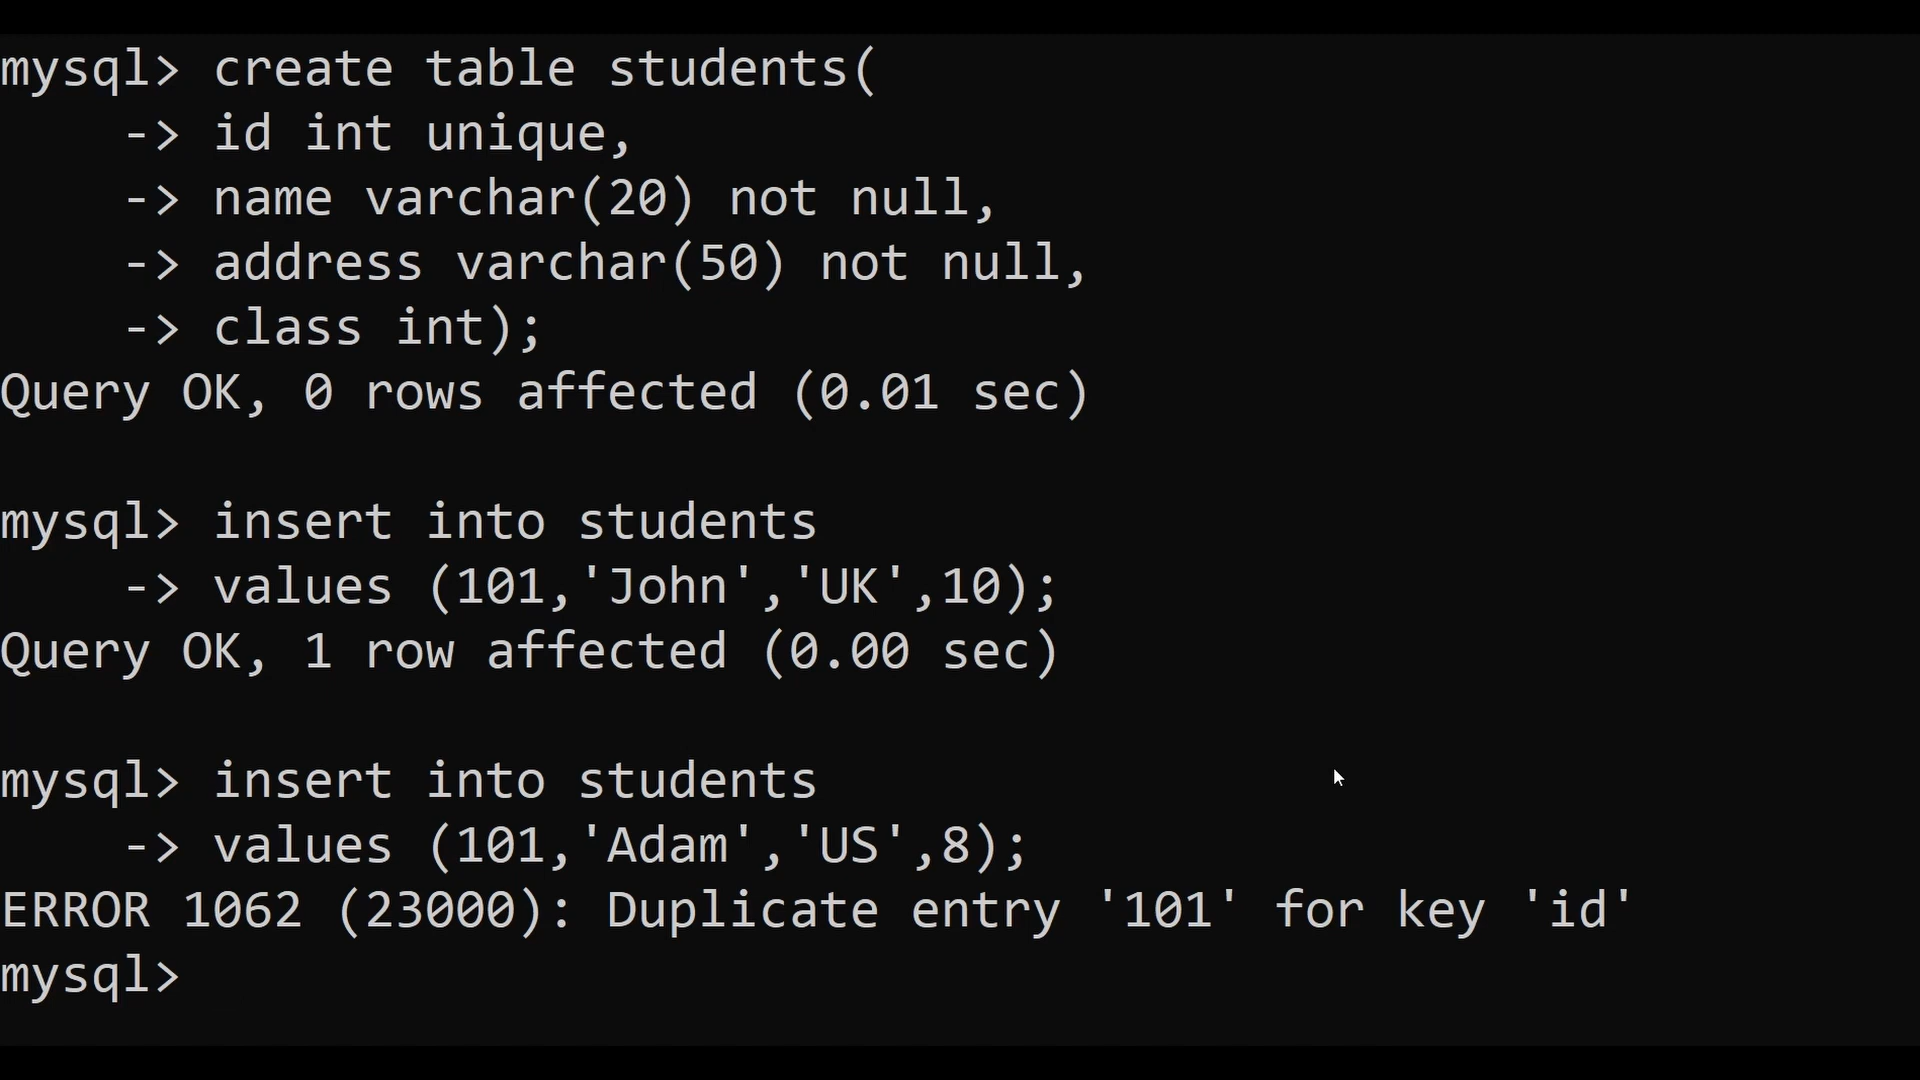 mysql> create table students(
    -> id int unique,
    -> name varchar(20) not null,
    -> address varchar(50) not null,
    -> class int);
Query OK, 0 rows affected (0.01 sec)

mysql> insert into students
    -> values (101,'John','UK',10);
Query OK, 1 row affected (0.00 sec)

mysql> insert into students
    -> values (101,'Adam','US',8);
ERROR 1062 (23000): Duplicate entry '101' for key 'id'
mysql>